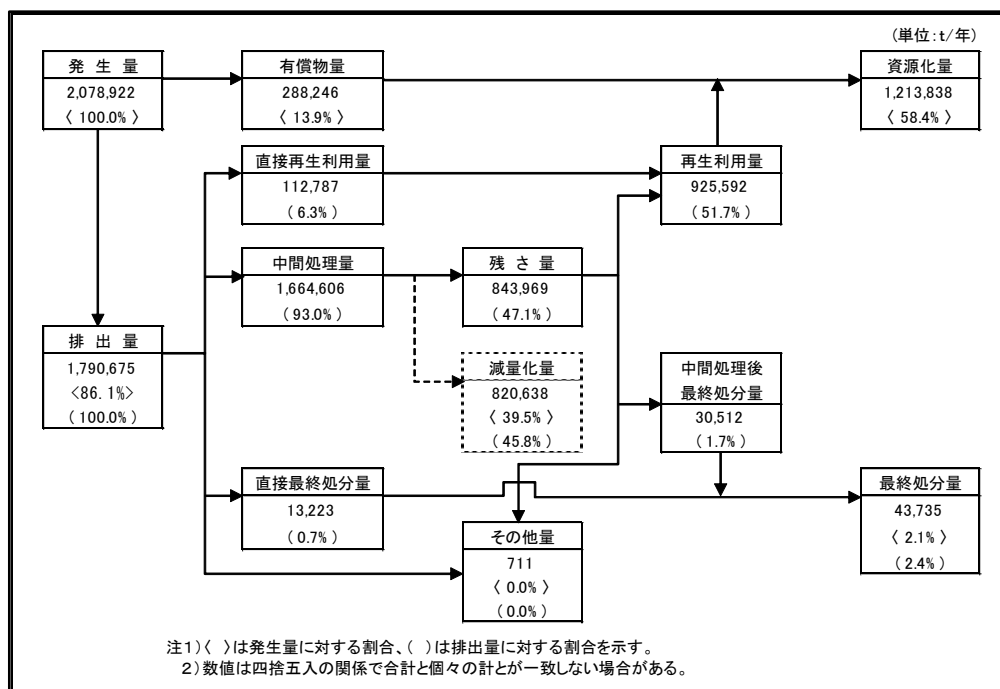 (単位:t/年)
発 生 量
2,078,922
〈 100.0% 〉
有償物量
288,246
〈 13.9% 〉
資源化量
1,213,838
〈 58.4% 〉
直接再生利用量
112,787
( 6.3% )
再生利用量
925,592
( 51.7% )
中間処理量
1,664,606
( 93.0% )
残 さ 量
843,969
( 47.1% )
排 出 量
1,790,675
<86.1%>
( 100.0% )
減量化量
820,638
〈 39.5% 〉
( 45.8% )
中間処理後
最終処分量
30,512
( 1.7% )
直接最終処分量
13,223
( 0.7% )
最終処分量
43,735
〈 2.1% 〉
( 2.4% )
その他量
711
〈 0.0% 〉
( 0.0% )
注1)〈 〉は発生量に対する割合、( )は排出量に対する割合を示す。
2)数値は四捨五入の関係で合計と個々の計とが一致しない場合がある。